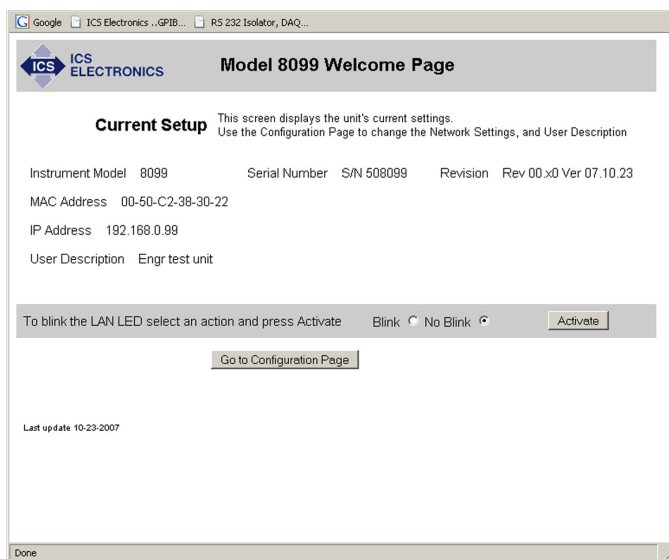 Google ICS Electronics ..GPIB... RS 232 Isolator, DAQ...
ICS
ICS
ELECTRONICS
Model 8099 Welcome Page
Current Setup
This screen displays the unit's current settings.
Use the Configuration Page to change the Network Settings, and User Description
Instrument Model 8099 Serial Number S/N 508099 Revision Rev 00.x0 Ver 07.10.23
MAC Address 00-50-C2-38-30-22
IP Address 192.168.0.99
User Description Engr test unit
To blink the LAN LED select an action and press Activate Blink No Blink Activate
Go to Configuration Page
Last update 10-23-2007
Done